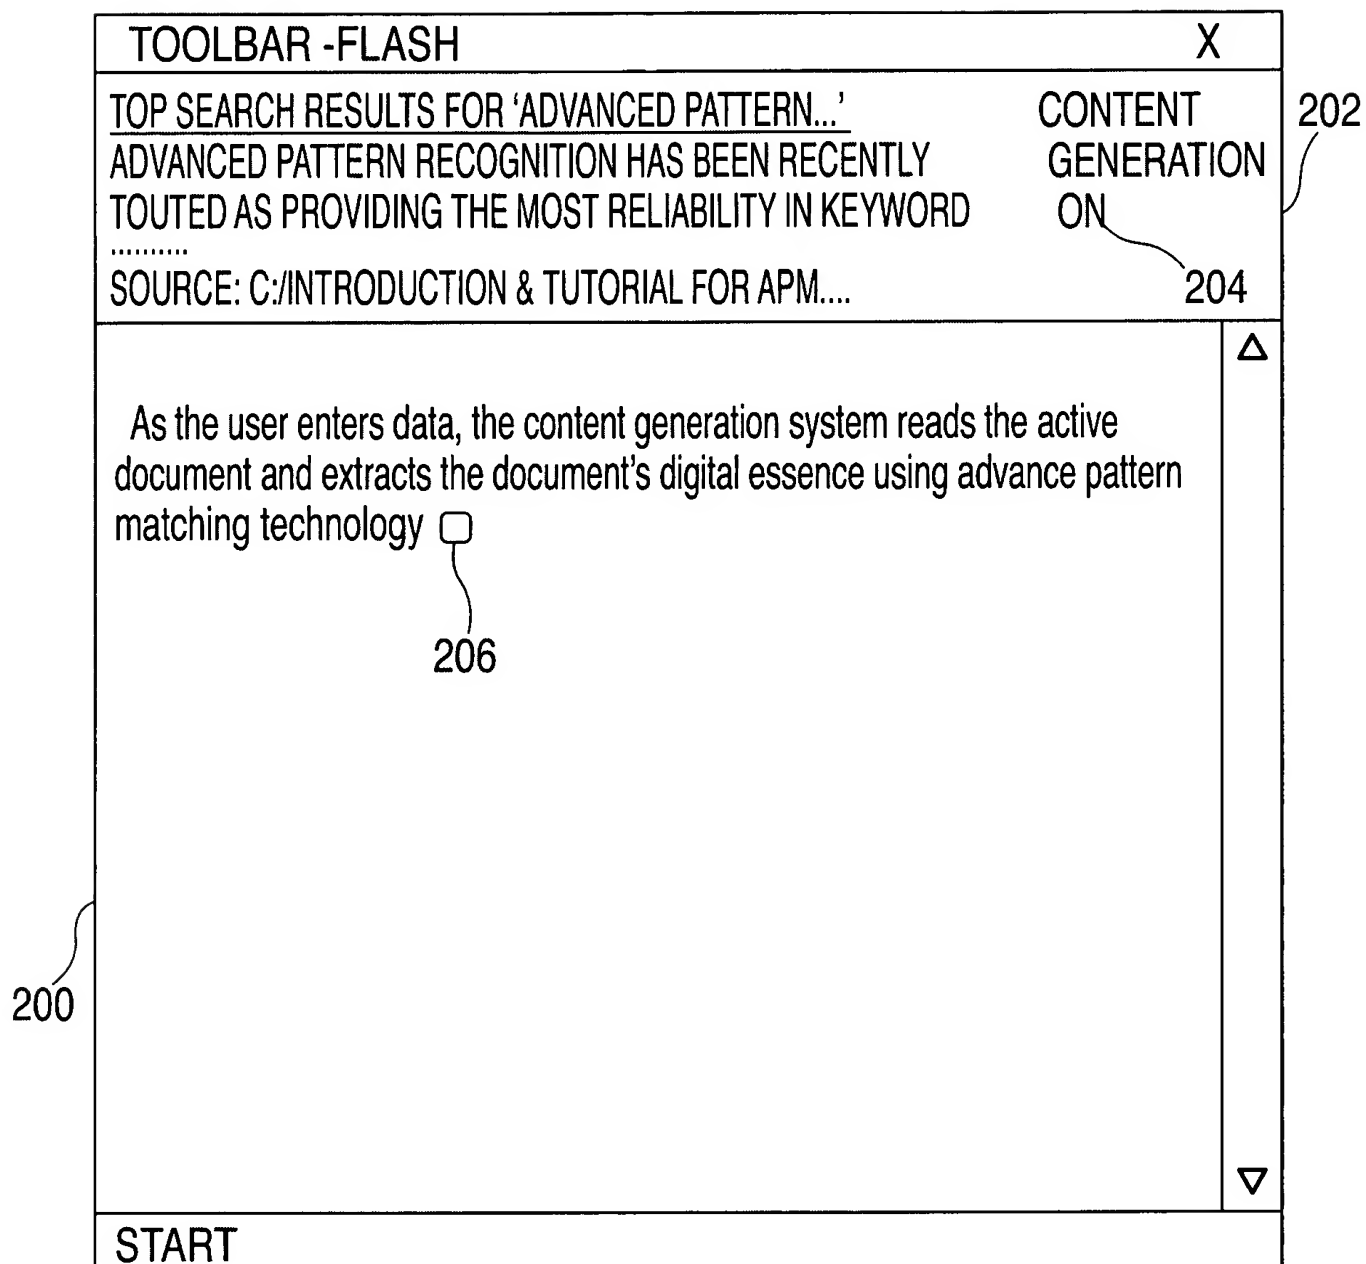 TOOLBAR -FLASH X
TOP SEARCH RESULTS FOR 'ADVANCED PATTERN...' CONTENT 202
ADVANCED PATTERN RECOGNITION HAS BEEN RECENTLY GENERATION
TOUTED AS PROVIDING THE MOST RELIABILITY IN KEYWORD ON
..........
SOURCE: C:/INTRODUCTION & TUTORIAL FOR APM.... 204
As the user enters data, the content generation system reads the active
document and extracts the document's digital essence using advance pattern
matching technology
206
200
START